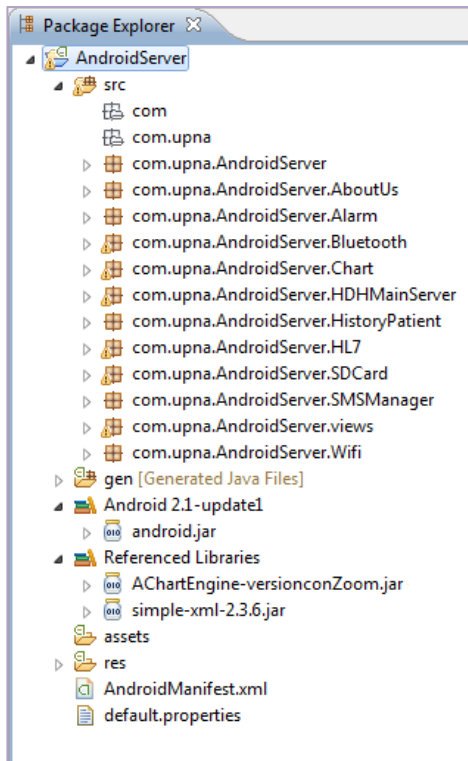 Package Explorer
AndroidServer
src
com
com.upna
com.upna.AndroidServer
com.upna.AndroidServer.AboutUs
com.upna.AndroidServer.Alarm
com.upna.AndroidServer.Bluetooth
com.upna.AndroidServer.Chart
com.upna.AndroidServer.HDHMainServer
com.upna.AndroidServer.HistoryPatient
com.upna.AndroidServer.HL7
com.upna.AndroidServer.SDCard
com.upna.AndroidServer.SMSManager
com.upna.AndroidServer.views
com.upna.AndroidServer.Wifi
gen [Generated Java Files]
Android 2.1-update1
android.jar
Referenced Libraries
AChartEngine-versionconZoom.jar
simple-xml-2.3.6.jar
assets
res
AndroidManifest.xml
default.properties